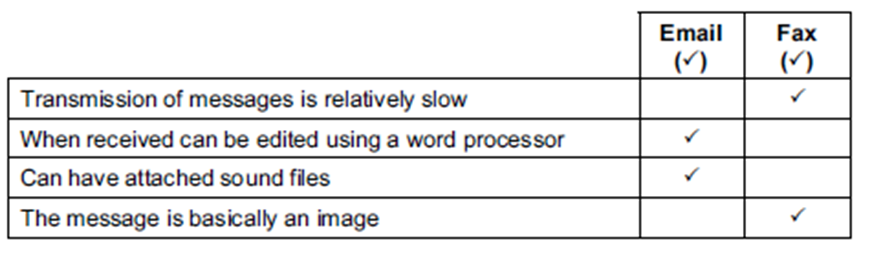 Email Fax
(✓) (✓)
Transmission of messages is relatively slow ✓
When received can be edited using a word processor ✓
Can have attached sound files ✓
The message is basically an image ✓